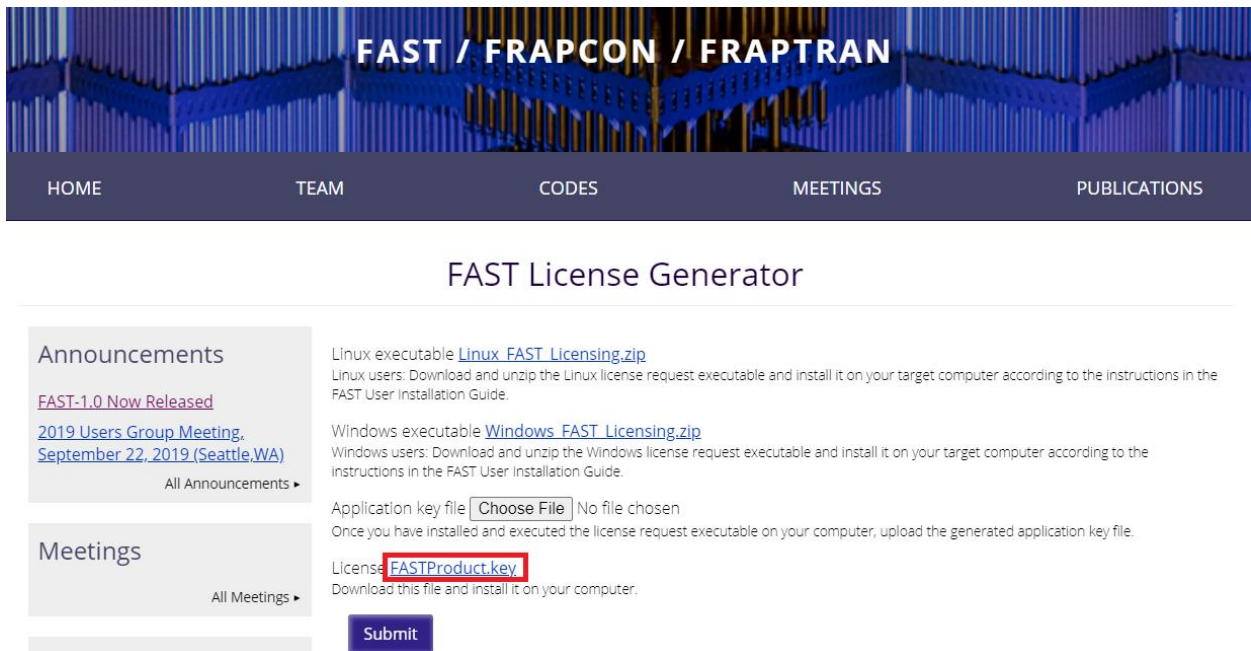 FAST / FRAPCON / FRAPTRAN
HOME TEAM CODES MEETINGS PUBLICATIONS
FAST License Generator
Announcements
FAST-1.0 Now Released
2019 Users Group Meeting,
September 22, 2019 (Seattle,WA)
All Announcements ▸
Meetings
All Meetings ▸
Linux executable Linux_FAST_Licensing.zip
Linux users: Download and unzip the Linux license request executable and install it on your target computer according to the instructions in the
FAST User Installation Guide.
Windows executable Windows_FAST_Licensing.zip
Windows users: Download and unzip the Windows license request executable and install it on your target computer according to the
instructions in the FAST User Installation Guide.
Application key file Choose File No file chosen
Once you have installed and executed the license request executable on your computer, upload the generated application key file.
License FASTProduct.key
Download this file and install it on your computer.
Submit